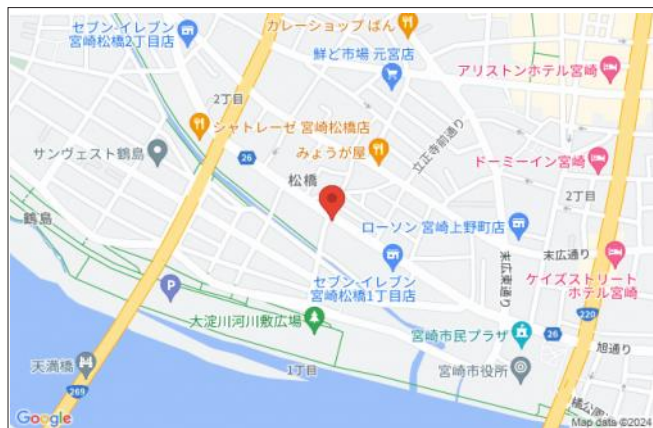 カレーショップ ばん
セブン-イレブン
宮崎松橋2丁目店
鮮ど市場 元宮店
アリストンホテル宮崎
2丁目
シャトレーゼ 宮崎松橋店
サンヴェスト鶴島
みょうが屋
立正寺前通り
ドーミーイン宮崎
26
松橋
2丁目
鶴島
ローソン 宮崎上野町店
末広通り
末広東通り
セブン-イレブン
宮崎松橋1丁目店
ケイズストリート
ホテル宮崎
P
大淀川河川敷広場
220
宮崎市民プラザ
26
旭通り
天満橋
1丁目
宮崎市役所
269
橘公園通
Google
Map data ©2024